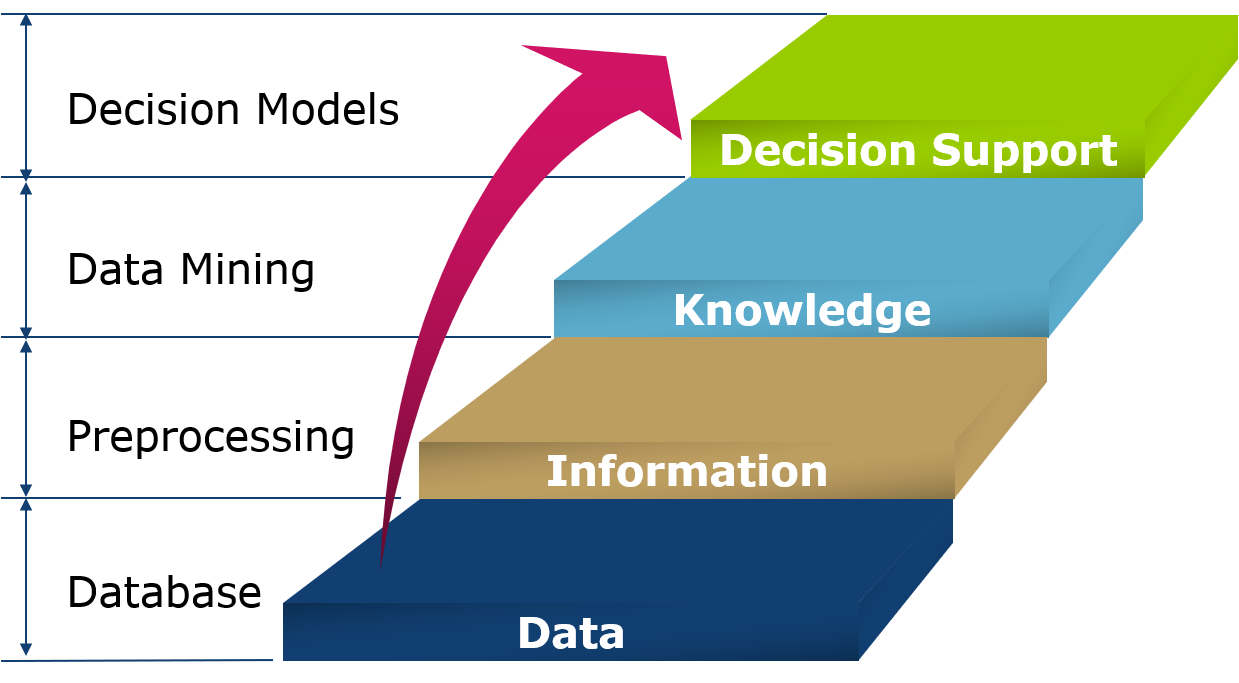 Decision Models
Decision Support
Data Mining
Knowledge
Preprocessing
Information
Database
Data